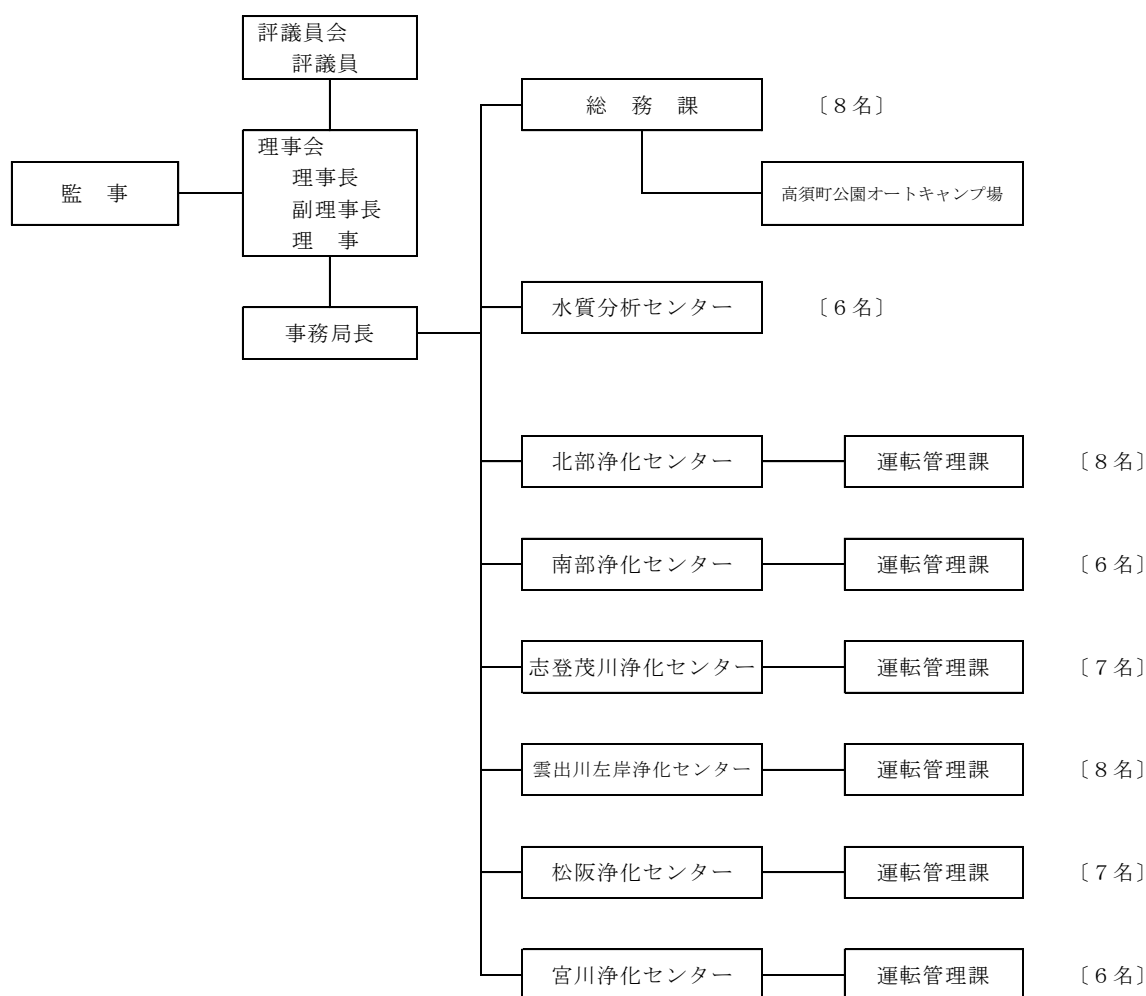 評議員会
評議員
理事会
理事長
副理事長
理　事
監　事
事務局長
総　務　課　〔８名〕
高須町公園オートキャンプ場
水質分析センター　〔６名〕
北部浄化センター　運転管理課　〔８名〕
南部浄化センター　運転管理課　〔６名〕
志登茂川浄化センター　運転管理課　〔７名〕
雲出川左岸浄化センター　運転管理課　〔８名〕
松阪浄化センター　運転管理課　〔７名〕
宮川浄化センター　運転管理課　〔６名〕